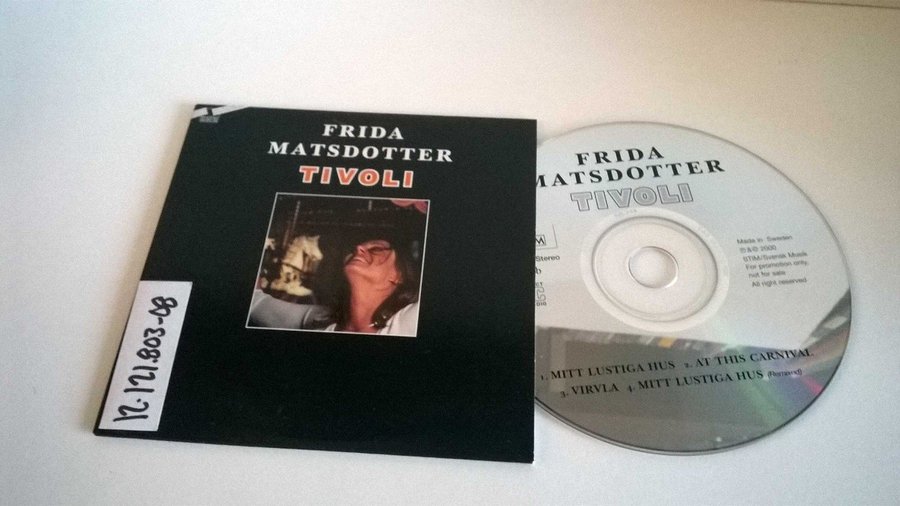 FRIDA
MATSDOTTER
TIVOLI
12.121.803-08
FRIDA
MATSDOTTER
TIVOLI
Stereo
Made in Sweden
℗ & © 2000
STIM/Svensk Musik
For promotion only,
not for sale
All right reserved
1. MITT LUSTIGA HUS 2. AT THIS CARNIVAL
3. VIRVLA 4. MITT LUSTIGA HUS (Remixed)